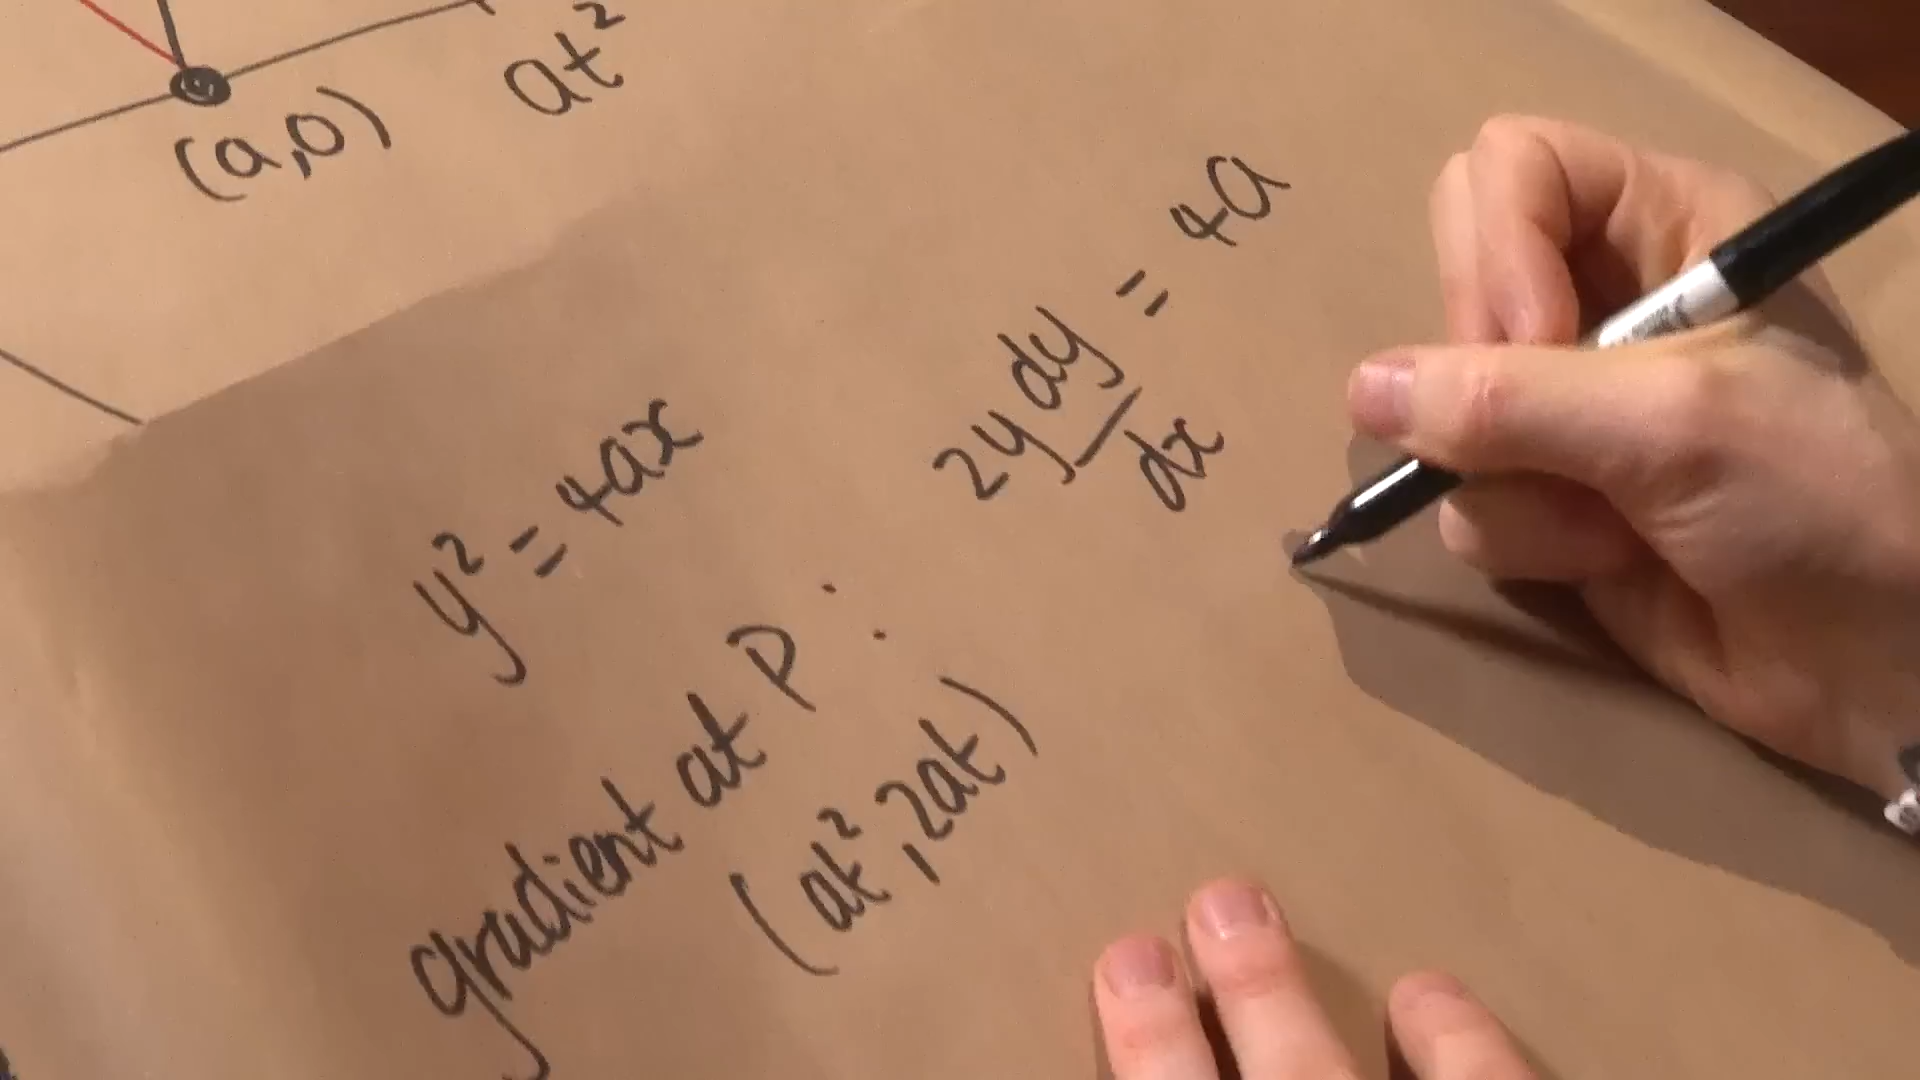 at²
(a,0)
y² = 4ax
2y dy/dx = 4a
gradient at P :
(at², 2at)